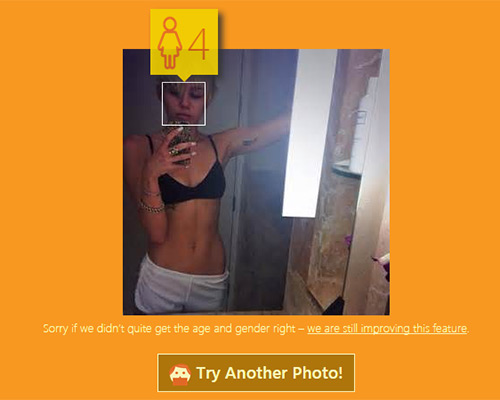 4
Sorry if we didn't quite get the age and gender right – we are still improving this feature.
Try Another Photo!